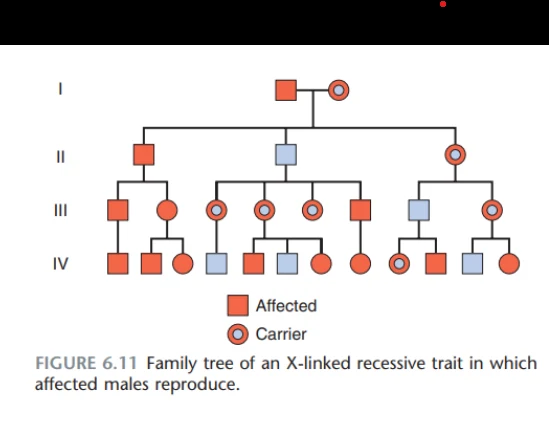 I
II
III
IV
Affected
Carrier
FIGURE 6.11 Family tree of an X-linked recessive trait in which
affected males reproduce.